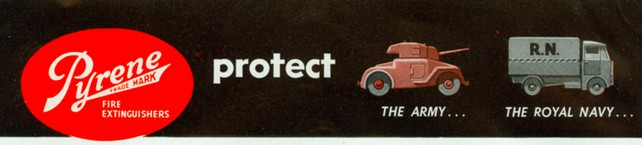 Pyrene
TRADE MARK
FIRE
EXTINGUISHERS
protect
THE ARMY...
R.N.
THE ROYAL NAVY...